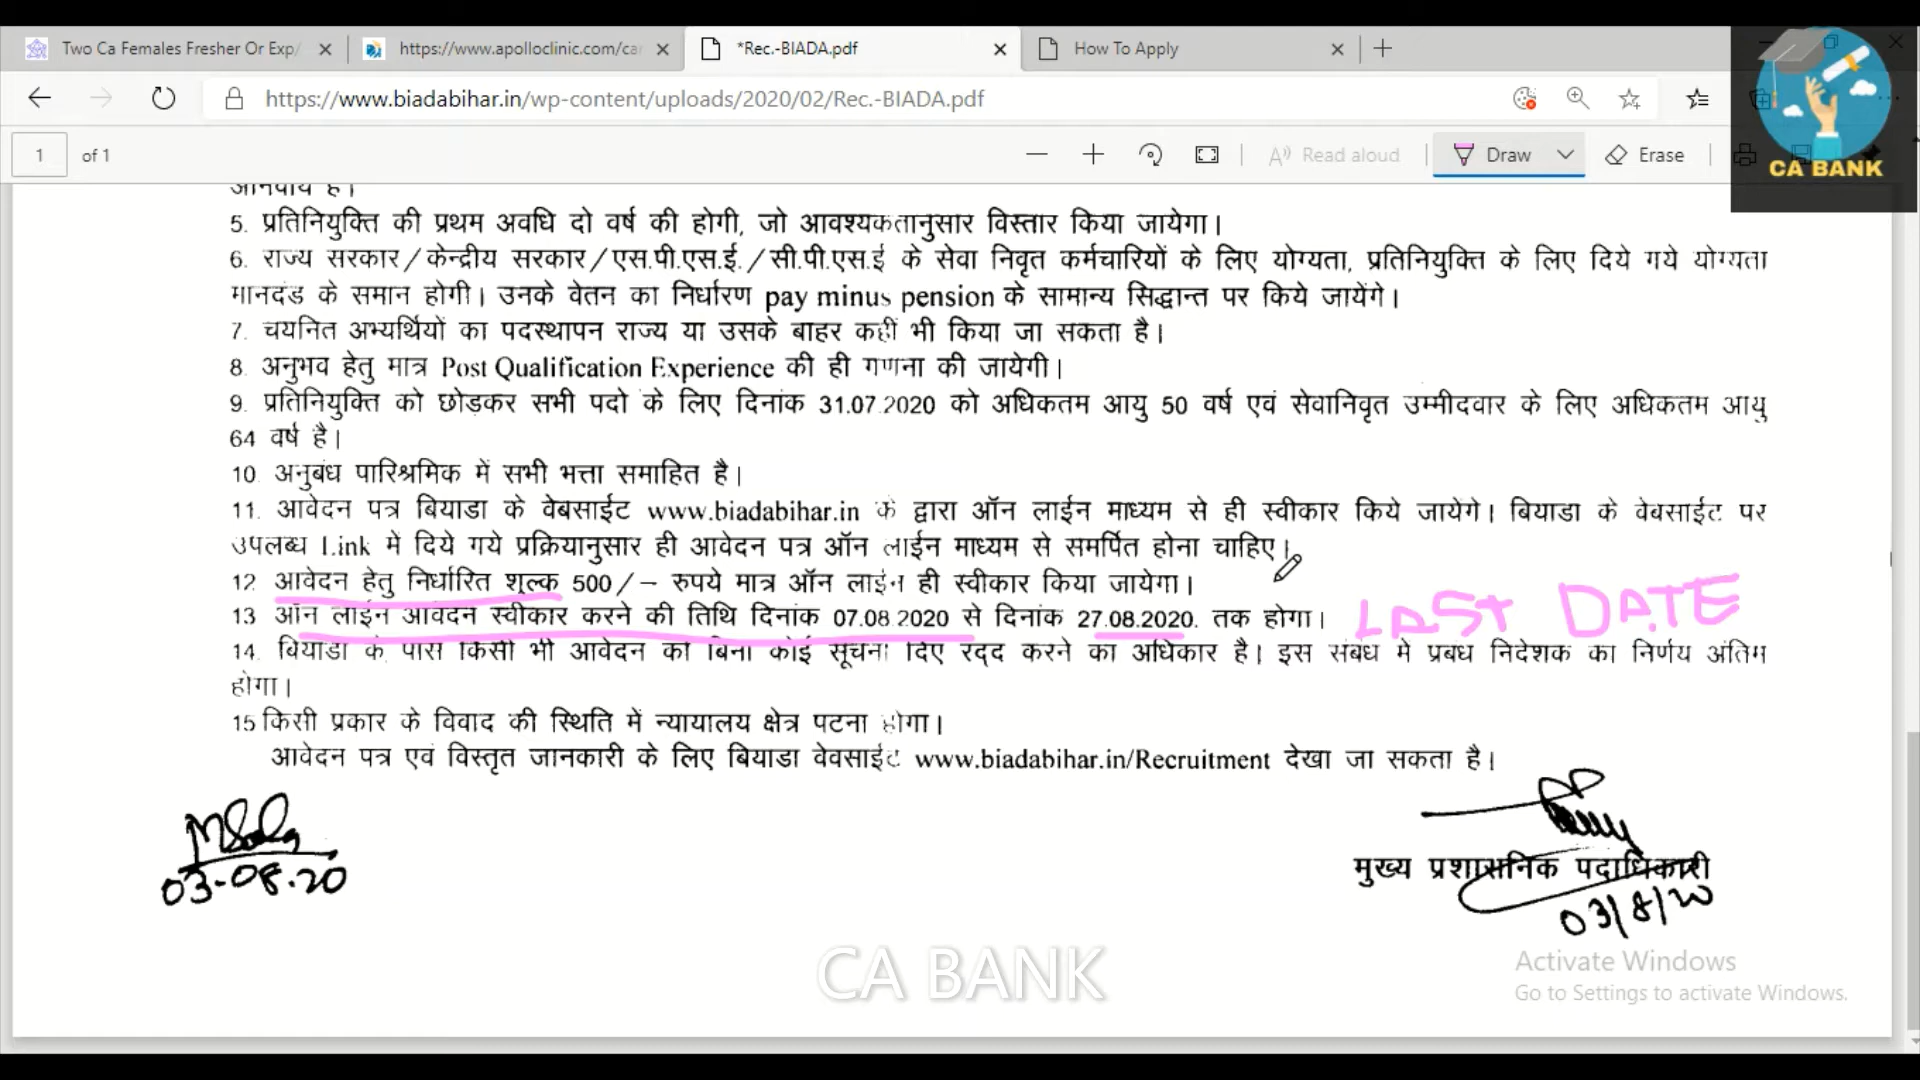 Two Ca Females Fresher Or Exp/
https://www.apolloclinic.com/car
*Rec.-BIADA.pdf
How To Apply
https://www.biadabihar.in/wp-content/uploads/2020/02/Rec.-BIADA.pdf
CA BANK
1 of 1
Read aloud
Draw
Erase
5. प्रतिनियुक्ति की प्रथम अवधि दो वर्ष की होगी, जो आवश्यकतानुसार विस्तार किया जायेगा।
6. राज्य सरकार/केन्द्रीय सरकार/एस.पी.एस.ई./सी.पी.एस.ई के सेवा निवृत कर्मचारियों के लिए योग्यता, प्रतिनियुक्ति के लिए दिये गये योग्यता
मानदंड के समान होगी। उनके वेतन का निर्धारण pay minus pension के सामान्य सिद्धान्त पर किये जायेंगे।
7. चयनित अभ्यर्थियों का पदस्थापन राज्य या उसके बाहर कहीं भी किया जा सकता है।
8. अनुभव हेतु मात्र Post Qualification Experience की ही गणना की जायेगी।
9. प्रतिनियुक्ति को छोड़कर सभी पदो के लिए दिनांक 31.07.2020 को अधिकतम आयु 50 वर्ष एवं सेवानिवृत उम्मीदवार के लिए अधिकतम आयु
64 वर्ष है।
10. अनुबंध पारिश्रमिक में सभी भत्ता समाहित है।
11. आवेदन पत्र बियाडा के वेबसाईट www.biadabihar.in के द्वारा ऑन लाईन माध्यम से ही स्वीकार किये जायेंगे। बियाडा के वेबसाईट पर
उपलब्ध Link में दिये गये प्रक्रियानुसार ही आवेदन पत्र ऑन लाईन माध्यम से समर्पित होना चाहिए।
12. आवेदन हेतु निर्धारित शूल्क 500/- रुपये मात्र ऑन लाईन ही स्वीकार किया जायेगा।
13 ऑन लाईन आवेदन स्वीकार करने की तिथि दिनांक 07.08.2020 से दिनांक 27.08.2020. तक होगा। LAST DATE
14. बियाडा के पास किसी भी आवेदन को बिना कोई सूचना दिए रद्द करने का अधिकार है। इस संबंध मे प्रबंध निदेशक का निर्णय अंतिम
होगा।
15 किसी प्रकार के विवाद की स्थिति में न्यायालय क्षेत्र पटना होगा।
आवेदन पत्र एवं विस्तृत जानकारी के लिए बियाडा वेवसाईट www.biadabihar.in/Recruitment देखा जा सकता है।
03-08-20
मुख्य प्रशासनिक पदाधिकारी
03/8/20
CA BANK
Activate Windows
Go to Settings to activate Windows.